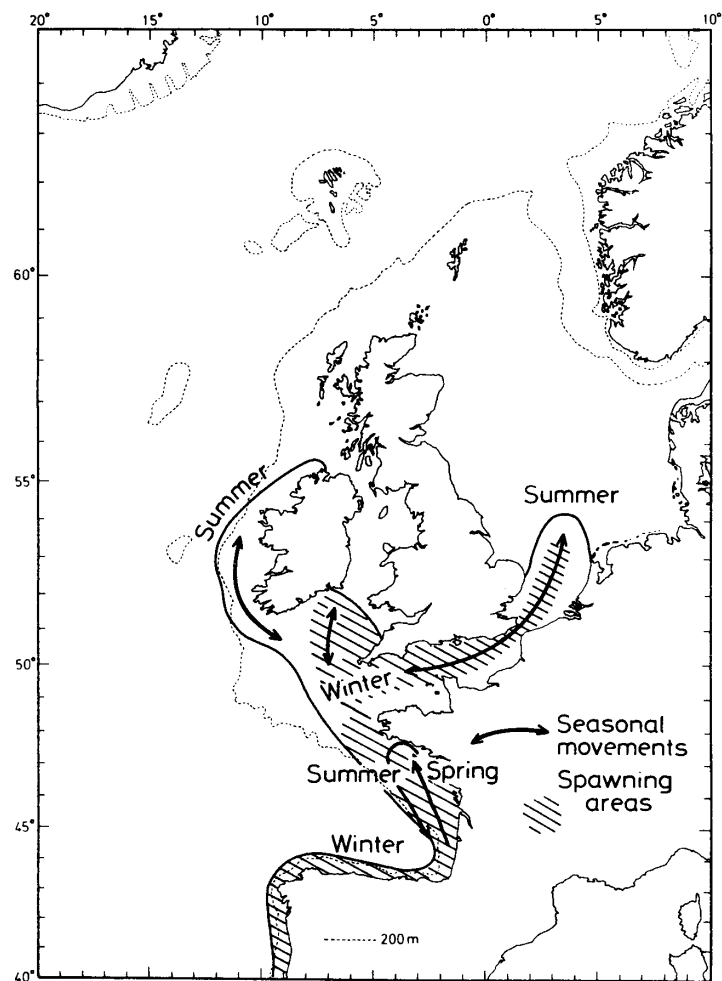 20° 15° 10° 5° 0° 5° 10°
60°
Summer
55°
Summer
50°
Winter
Seasonal
movements
Summer Spring
Spawning
areas
45°
Winter
200m
40°